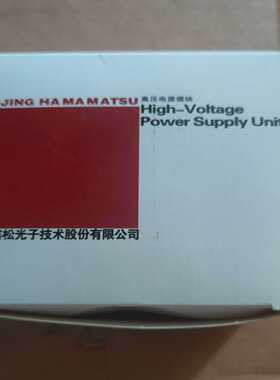 JING HAMAMATSU
高压电源模块
High-Voltage
Power Supply Unit
滨松光子技术股份有限公司